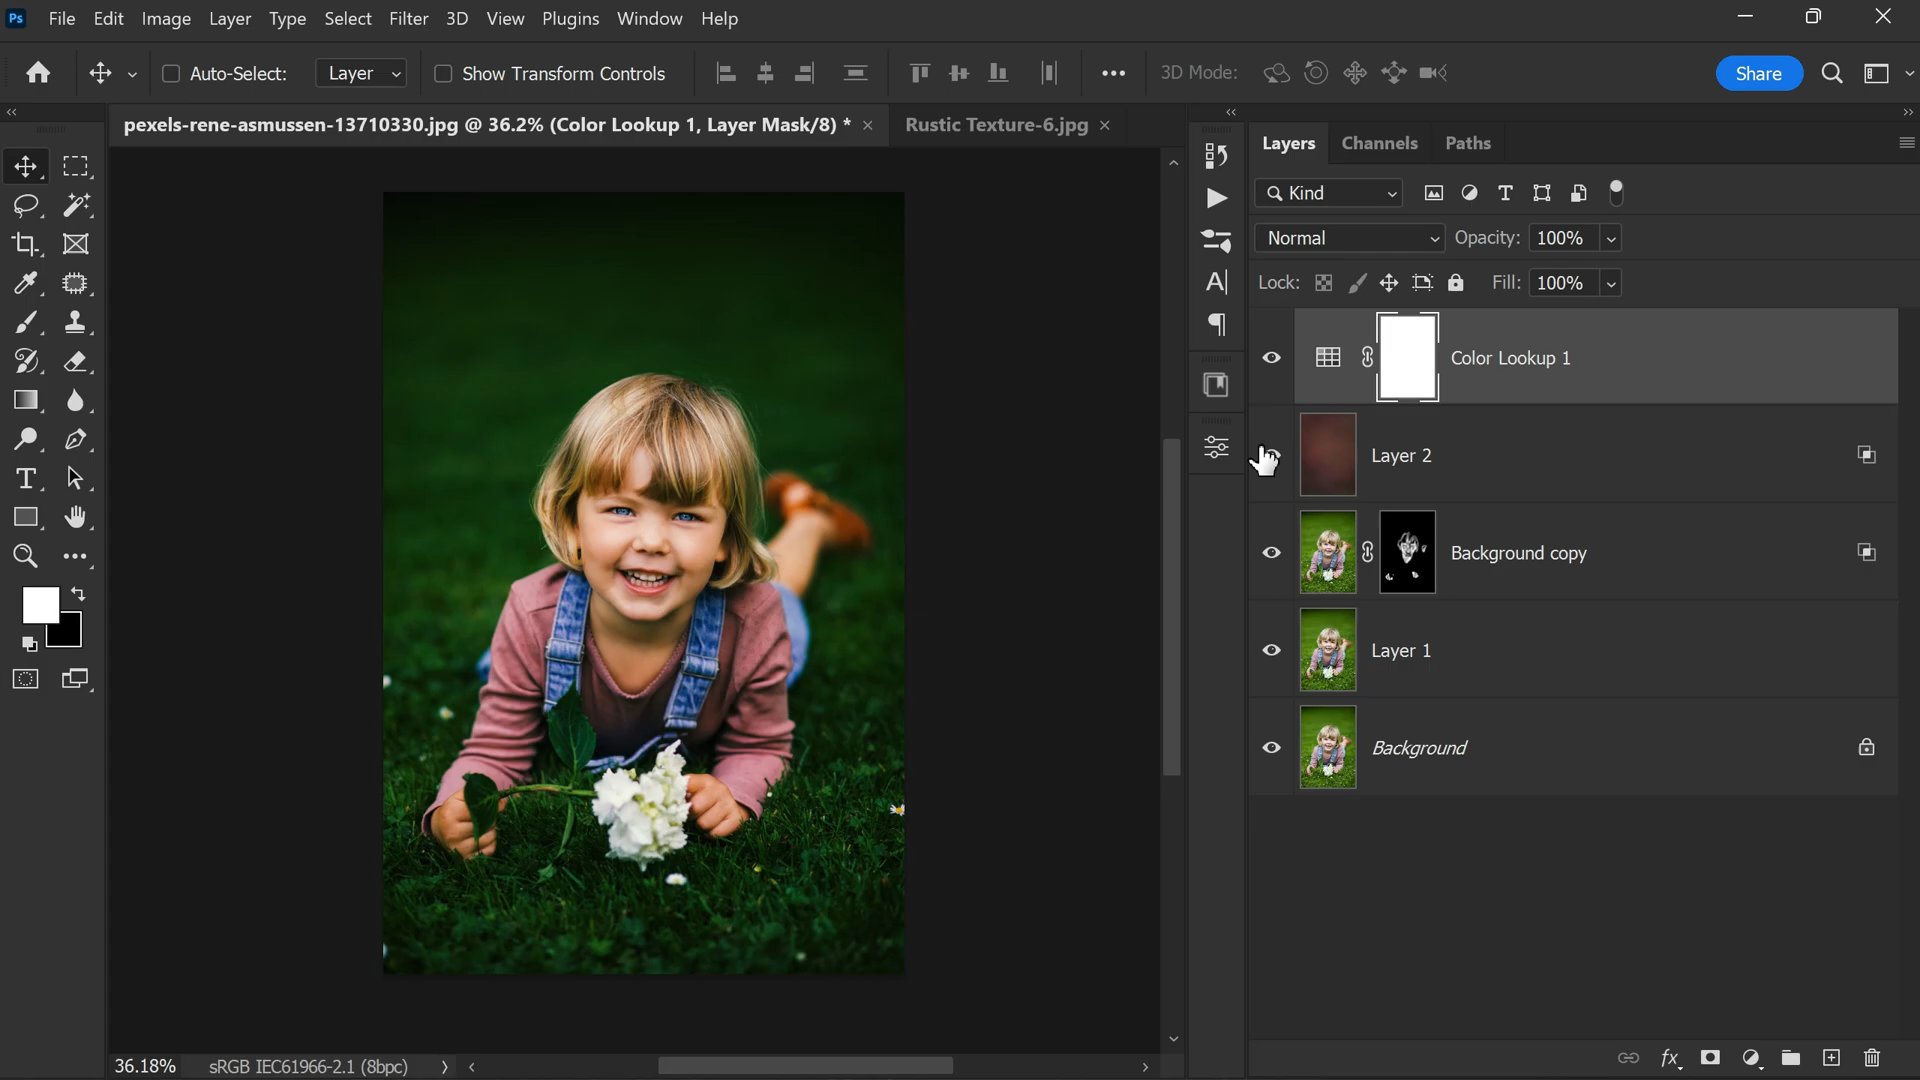 Ps File Edit Image Layer Type Select Filter 3D View Plugins Window Help
Auto-Select: Layer Show Transform Controls 3D Mode: Share
pexels-rene-asmussen-13710330.jpg @ 36.2% (Color Lookup 1, Layer Mask/8) * Rustic Texture-6.jpg
Layers Channels Paths
Kind
Normal Opacity: 100%
Lock: Fill: 100%
Color Lookup 1
Layer 2
Background copy
Layer 1
Background
36.18% sRGB IEC61966-2.1 (8bpc)